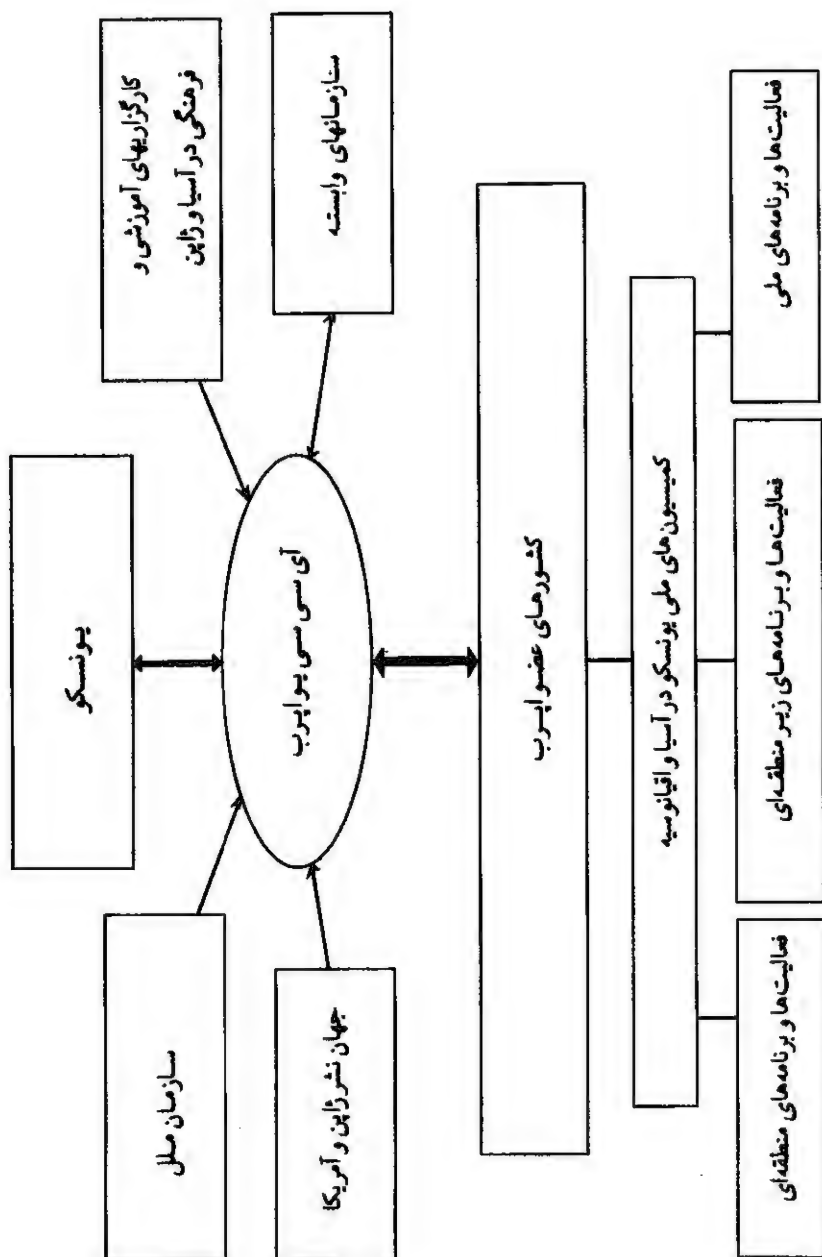 کارگزاریهای آموزشی و
فرهنگی در آسیا و ژاپن
سازمانهای وابسته
یونسکو
آی سی سی یو اپرب
سازمان ملل
جهان نشر ژاپن و آمریکا
کشورهای عضو اپرب
کمیسیون‌های ملی یونسکو در آسیا و اقیانوسیه
فعالیت‌ها و برنامه‌های ملی
فعالیت‌ها و برنامه‌های زیر منطقه‌ای
فعالیت‌ها و برنامه‌های منطقه‌ای